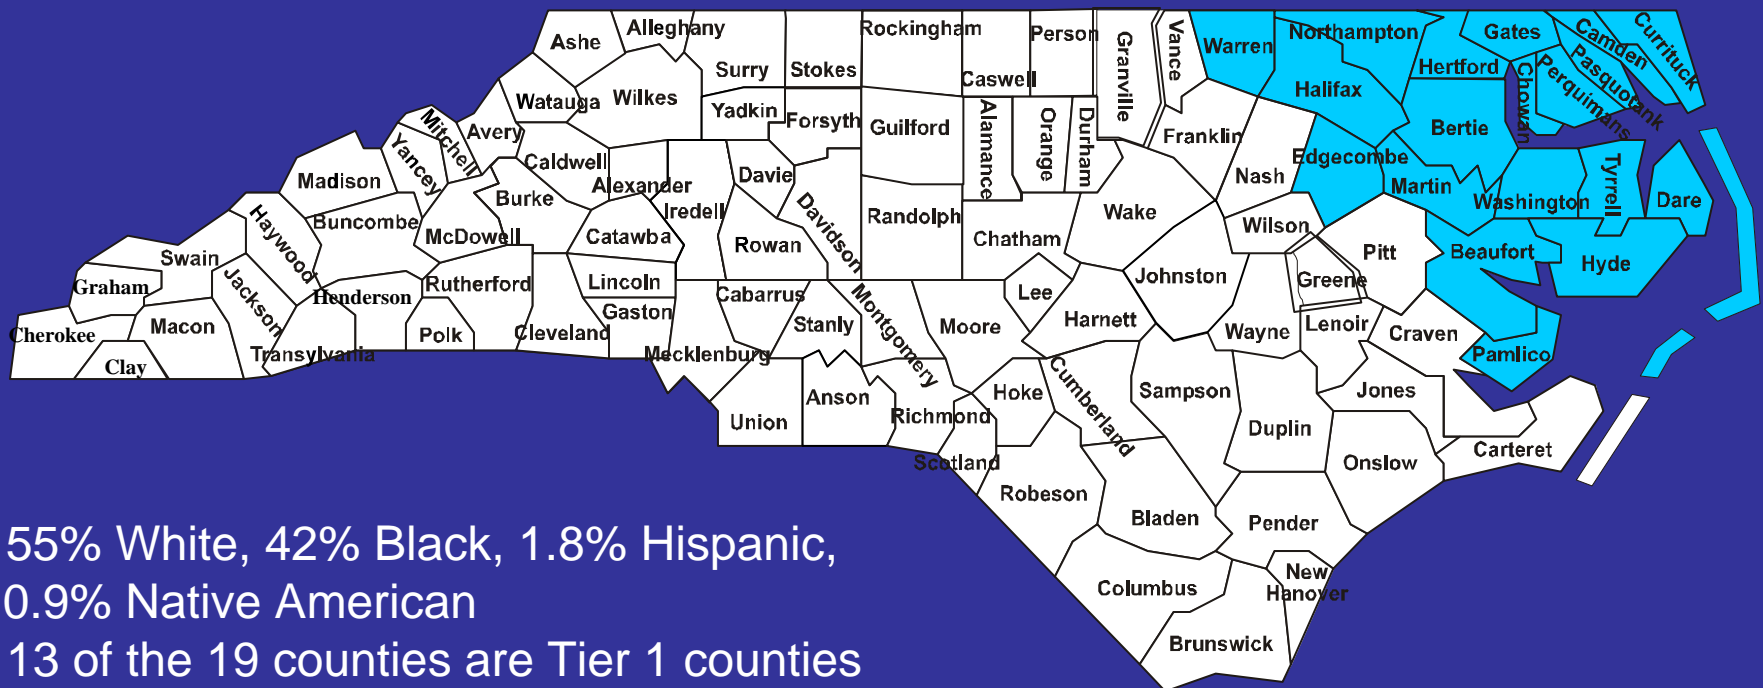 Alleghany
Ashe
Rockingham
Person
Granville
Vance
Warren
Northampton
Gates
Camden
Currituck
Surry
Stokes
Caswell
Hertford
Chowan
Perquimans
Pasquotank
Watauga
Wilkes
Yadkin
Forsyth
Guilford
Alamance
Orange
Durham
Franklin
Halifax
Bertie
Mitchell
Avery
Yancey
Caldwell
Alexander
Davie
Nash
Edgecombe
Martin
Washington
Tyrrell
Dare
Madison
Burke
Iredell
Davidson
Randolph
Wake
Haywood
Buncombe
McDowell
Catawba
Rowan
Chatham
Wilson
Pitt
Beaufort
Hyde
Swain
Graham
Jackson
Henderson
Rutherford
Lincoln
Cabarrus
Montgomery
Lee
Johnston
Greene
Cherokee
Macon
Transylvania
Polk
Cleveland
Gaston
Stanly
Moore
Harnett
Wayne
Lenoir
Craven
Pamlico
Clay
Mecklenburg
Union
Anson
Richmond
Hoke
Cumberland
Sampson
Jones
Scotland
Duplin
Onslow
Carteret
Robeson
Bladen
Pender
Columbus
New
Hanover
Brunswick
55% White, 42% Black, 1.8% Hispanic,
0.9% Native American
13 of the 19 counties are Tier 1 counties